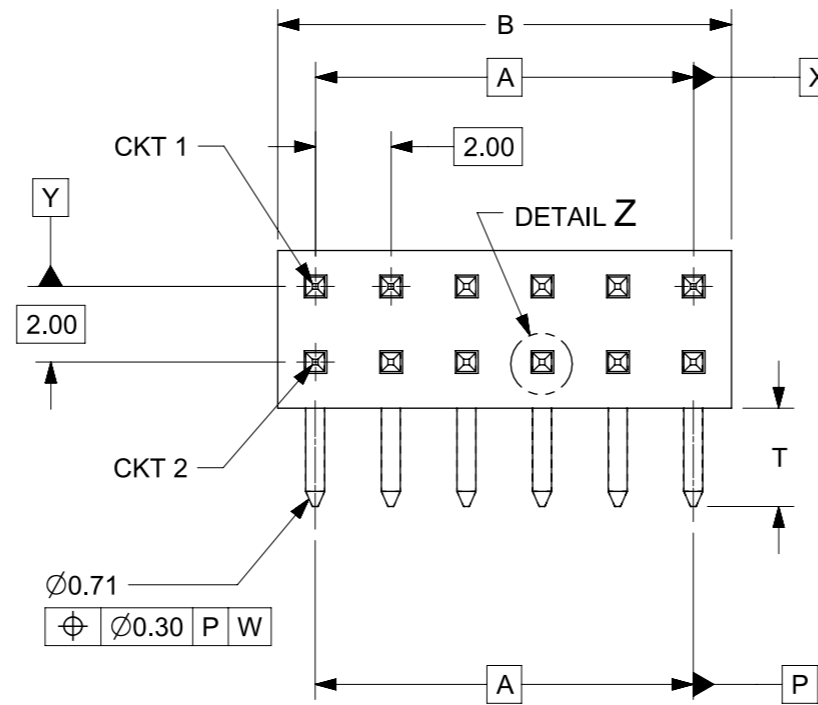 B
A
X
CKT 1
2.00
Y
DETAIL Z
2.00
CKT 2
T
Ø0.71
⌖ Ø0.30 P W
A
P